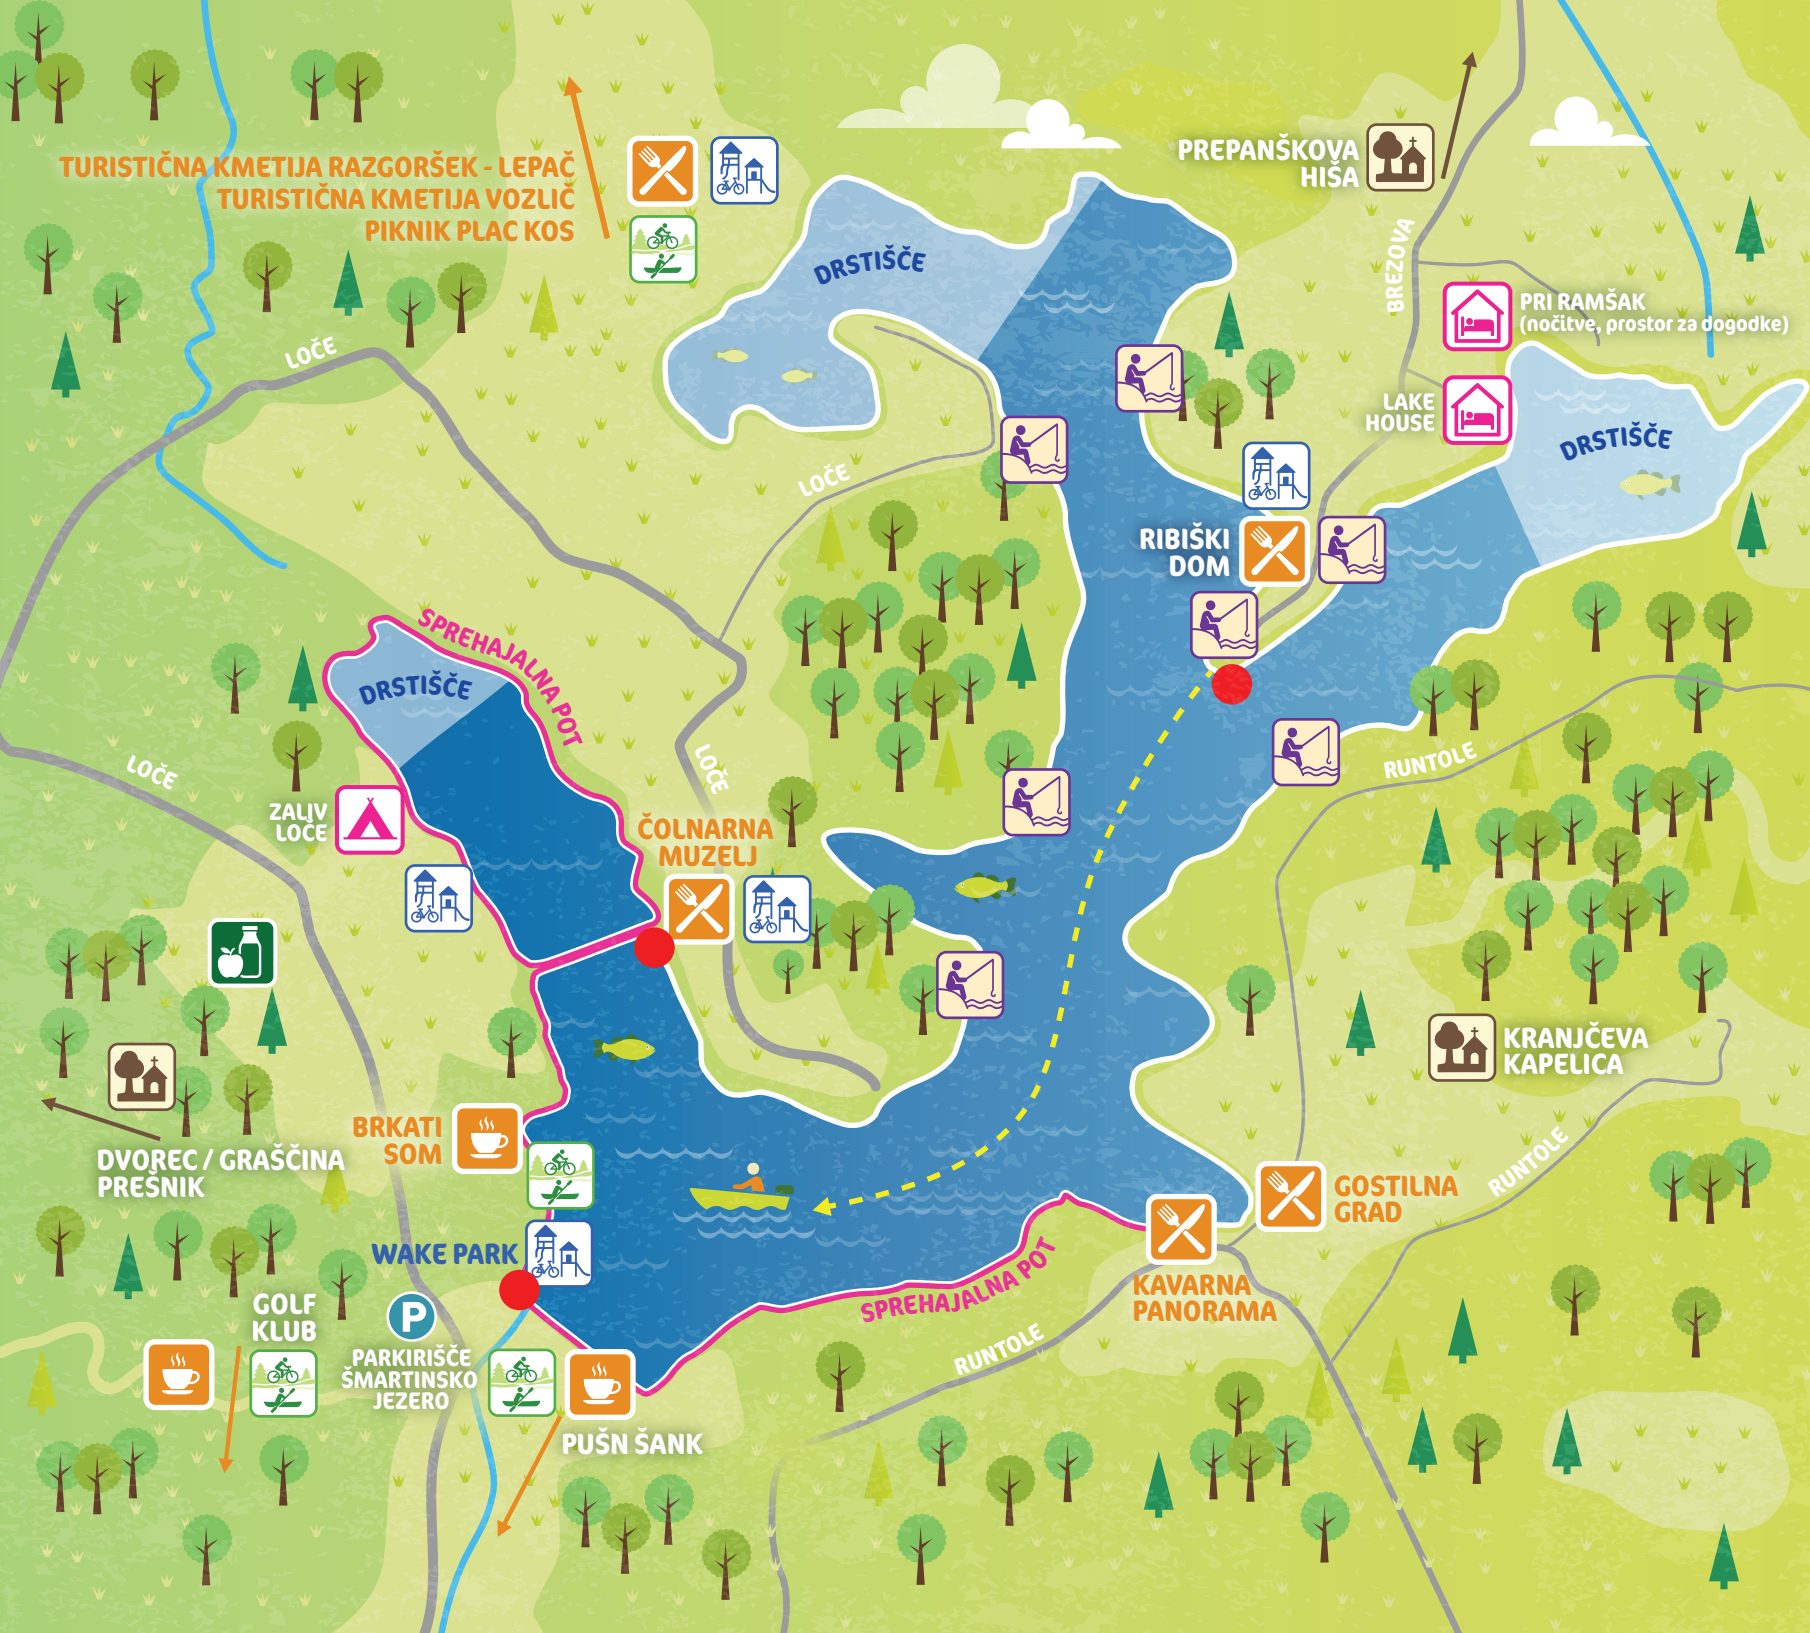 TURISTIČNA KMETIJA RAZGORŠEK - LEPAČ
TURISTIČNA KMETIJA VOZLIČ
PIKNIK PLAC KOS
PREPANŠKOVA
HIŠA
DRSTIŠČE
BREZOVA
PRI RAMŠAK
(nočitve, prostor za dogodke)
LOČE
LAKE
HOUSE
DRSTIŠČE
LOČE
RIBIŠKI
DOM
SPREHAJALNA POT
DRSTIŠČE
LOČE
LOČE
RUNTOLE
ZALIV
LOČE
ČOLNARNA
MUZELJ
KRANJČEVA
KAPELICA
BRKATI
SOM
DVOREC / GRAŠČINA
PREŠNIK
RUNTOLE
GOSTILNA
GRAD
WAKE PARK
SPREHAJALNA POT
KAVARNA
PANORAMA
GOLF
KLUB
P
PARKIRIŠČE
ŠMARTINSKO
JEZERO
RUNTOLE
PUŠN ŠANK